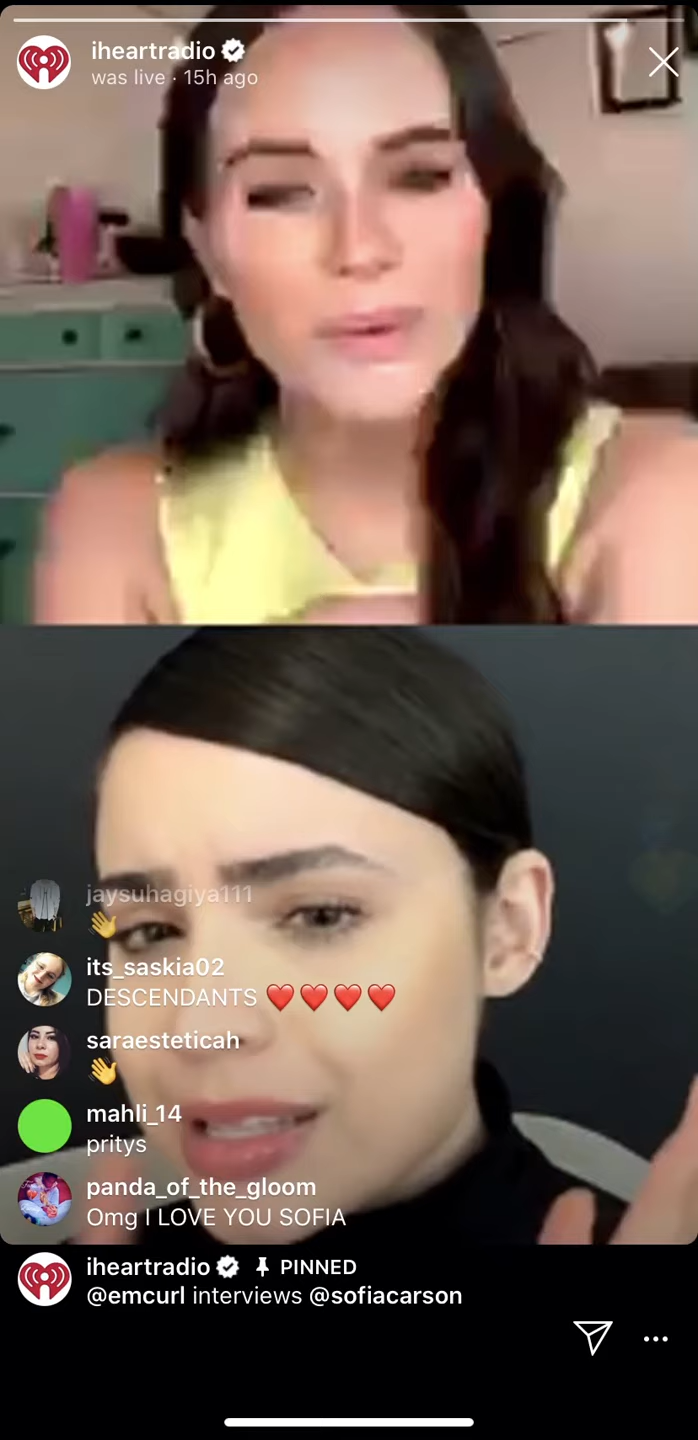 iheartradio
was live · 15h ago
jaysuhagiya111
👋
its_saskia02
DESCENDANTS ❤️❤️❤️❤️
saraesteticah
👋
mahli_14
pritys
panda_of_the_gloom
Omg I LOVE YOU SOFIA
iheartradio PINNED
@emcurl interviews @sofiacarson